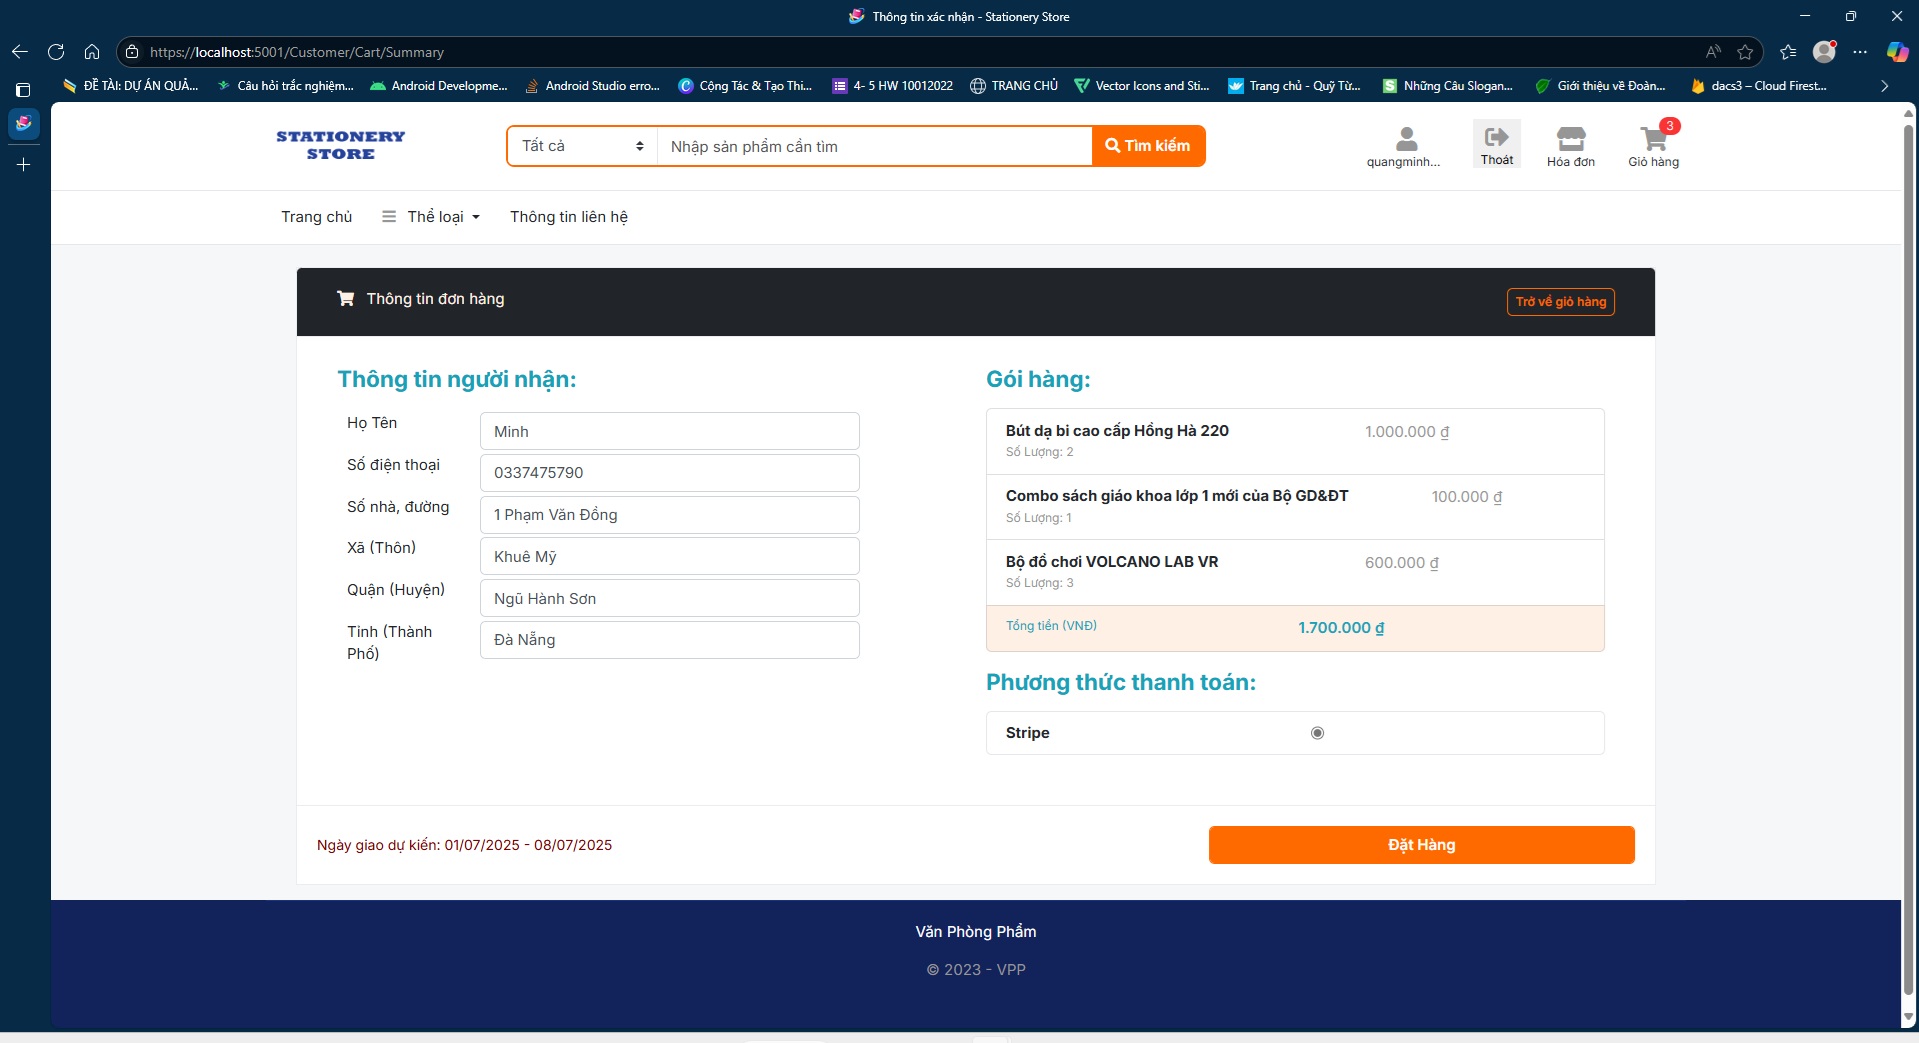 Thông tin xác nhận - Stationery Store
https://localhost:5001/Customer/Cart/Summary
ĐỀ TÀI: DỰ ÁN QUẢ...
Câu hỏi trắc nghiệm...
Android Developme...
Android Studio erro...
Cộng Tác & Tạo Thi...
4- 5 HW 10012022
TRANG CHỦ
Vector Icons and Sti...
Trang chủ - Quỹ Từ...
Những Câu Slogan...
Giới thiệu về Đoàn...
dacs3 – Cloud Firest...
STATIONERY
STORE
Tất cả
Nhập sản phẩm cần tìm
Tìm kiếm
quangminh...
Thoát
Hóa đơn
3
Giỏ hàng
Trang chủ
Thể loại
Thông tin liên hệ
Thông tin đơn hàng
Trở về giỏ hàng
Thông tin người nhận:
Họ Tên
Minh
Số điện thoại
0337475790
Số nhà, đường
1 Phạm Văn Đồng
Xã (Thôn)
Khuê Mỹ
Quận (Huyện)
Ngũ Hành Sơn
Tỉnh (Thành
Phố)
Đà Nẵng
Gói hàng:
Bút dạ bi cao cấp Hồng Hà 220
1.000.000 ₫
Số Lượng: 2
Combo sách giáo khoa lớp 1 mới của Bộ GD&ĐT
100.000 ₫
Số Lượng: 1
Bộ đồ chơi VOLCANO LAB VR
600.000 ₫
Số Lượng: 3
Tổng tiền (VNĐ)
1.700.000 ₫
Phương thức thanh toán:
Stripe
Ngày giao dự kiến: 01/07/2025 - 08/07/2025
Đặt Hàng
Văn Phòng Phẩm
© 2023 - VPP